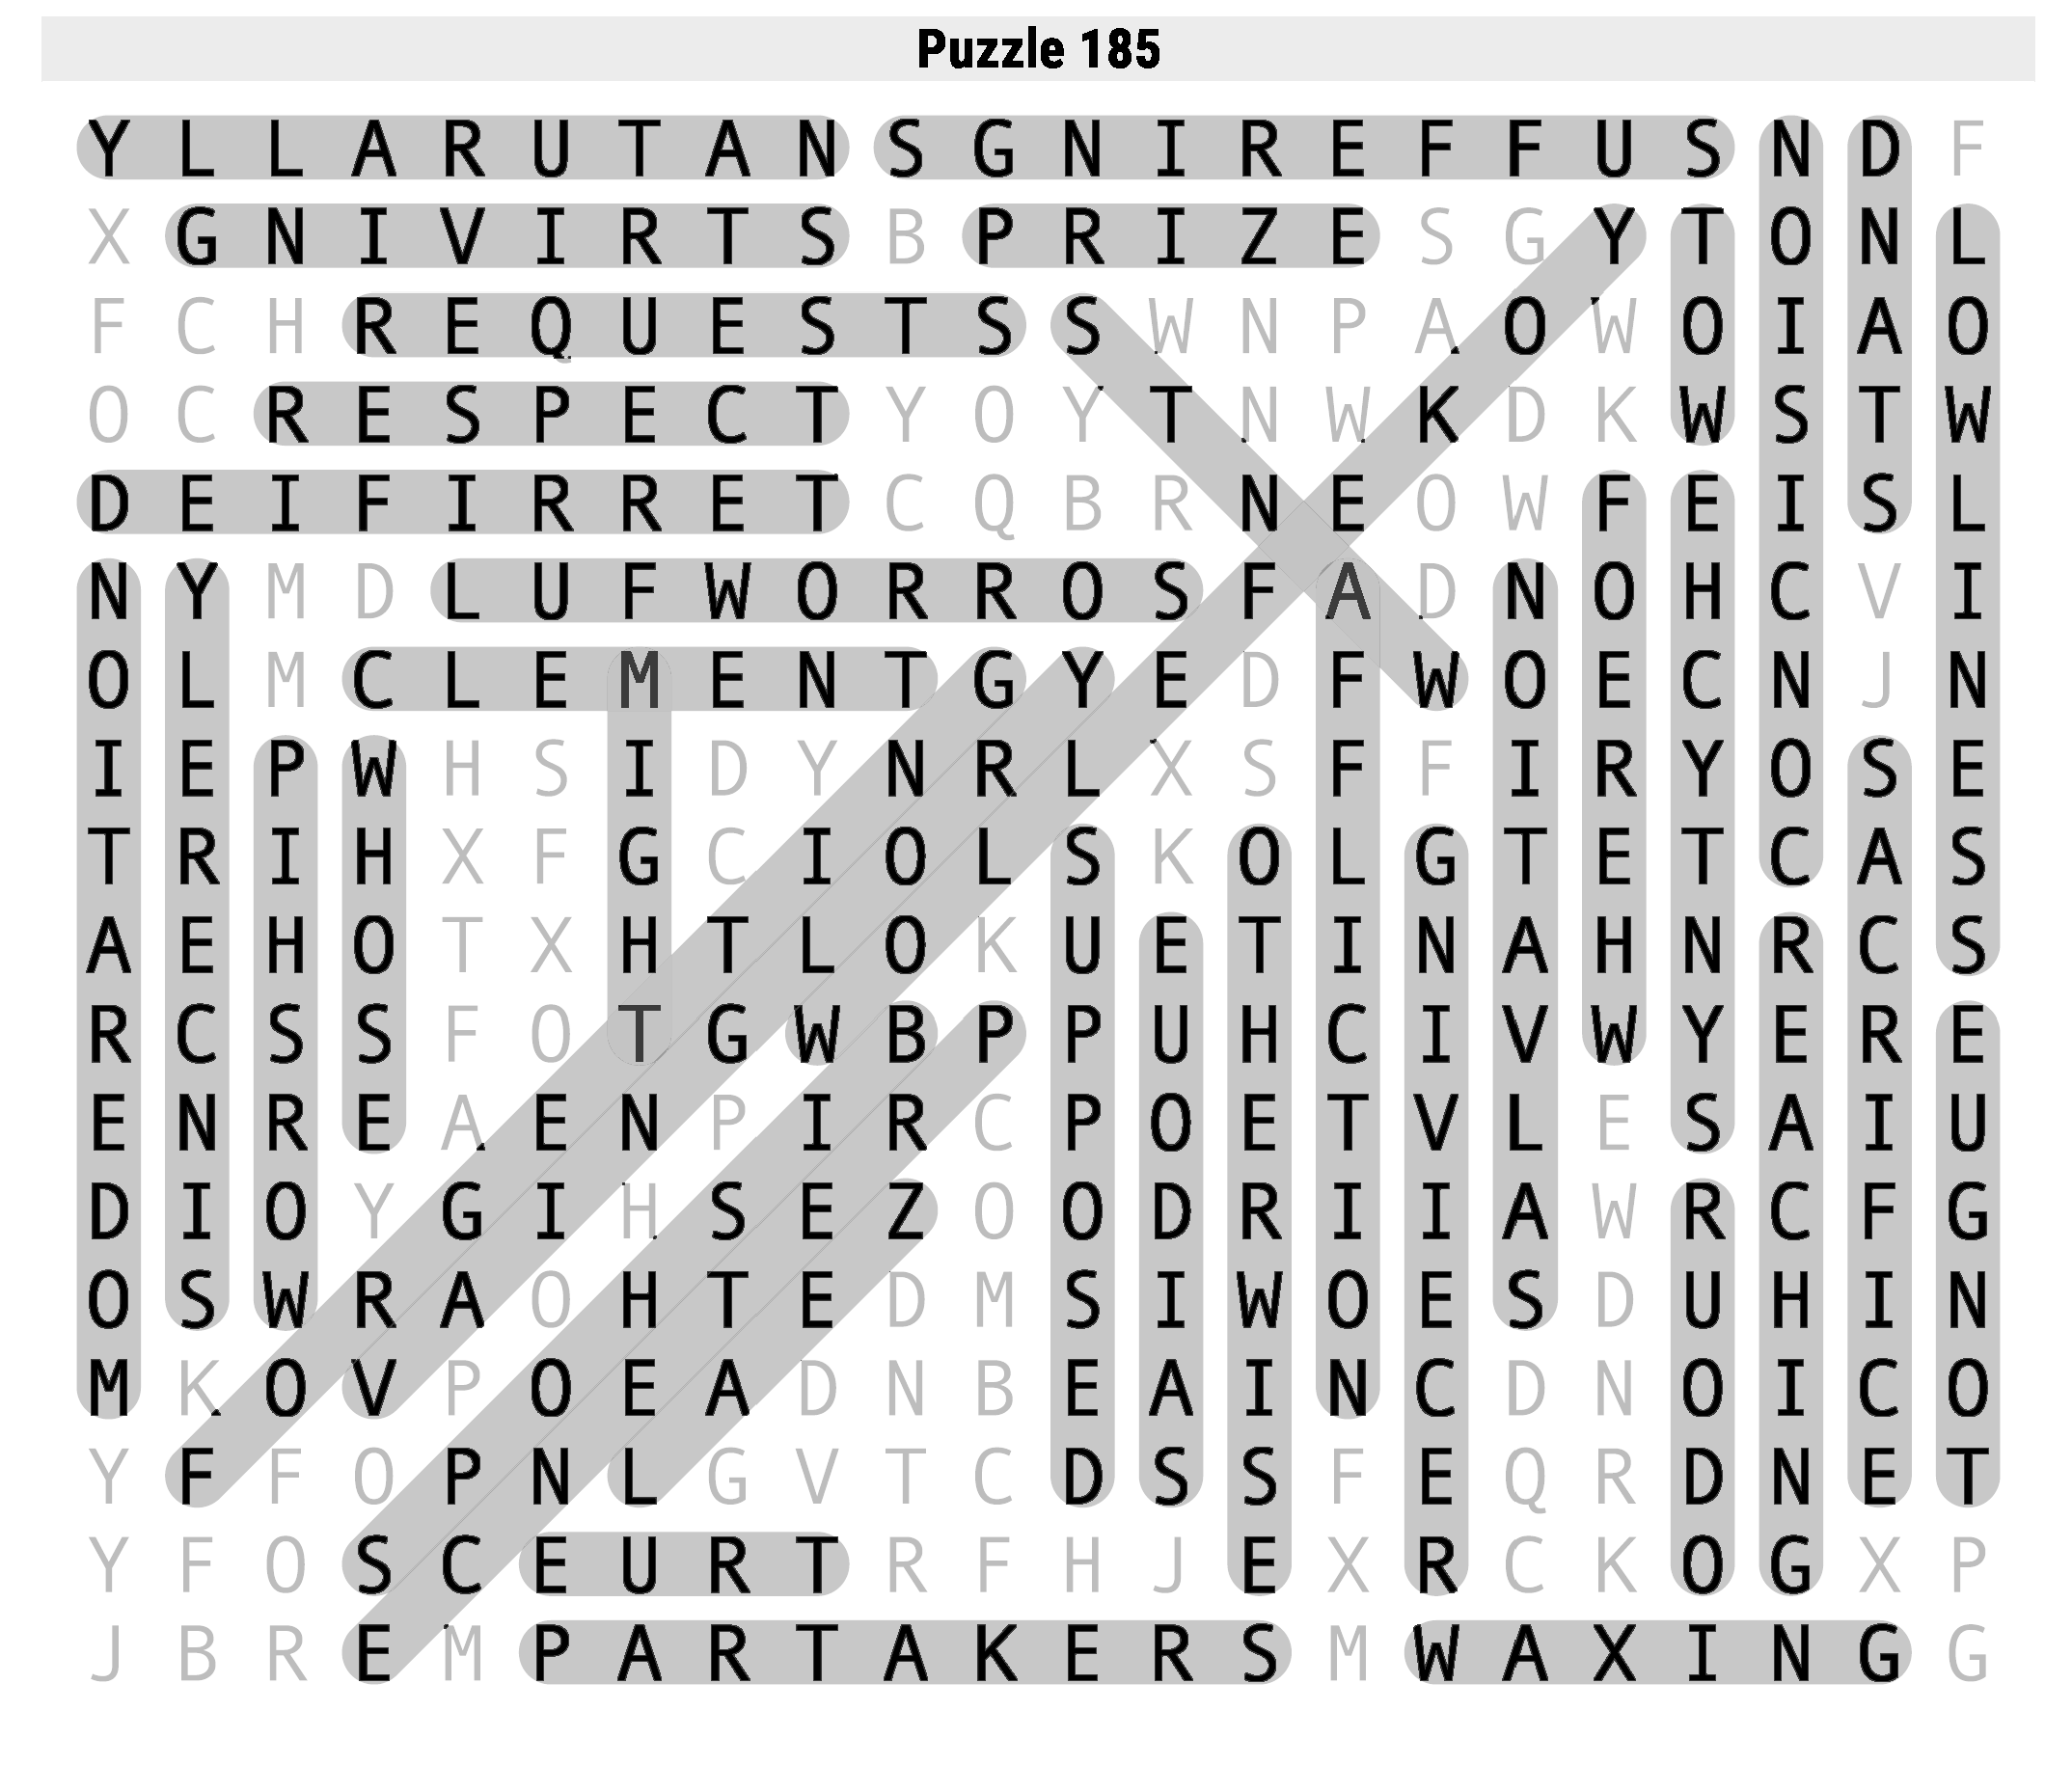 Puzzle 185
Y L L A R U T A N S G N I R E F F U S N D F
X G N I V I R T S B P R I Z E S G Y T O N L
F C H R E Q U E S T S S W N P A O W O I A O
O C R E S P E C T Y O Y T N W K D K W S T W
D E I F I R R E T C Q B R N E O W F E I S L
N Y M D L U F W O R R O S F A D N O H C V I
O L M C L E M E N T G Y E D F W O E C N J N
I E P W H S I D Y N R L X S F F I R Y O S E
T R I H X F G C I O L S K O L G T E T C A S
A E H O T X H T L O K U E T I N A H N R C S
R C S S F O T G W B P P U H C I V W Y E R E
E N R E A E N P I R C P O E T V L E S A I U
D I O Y G I H S E Z O O D R I I A W R C F G
O S W R A O H T E D M S I W O E S D U H I N
M K O V P O E A D N B E A I N C D N O I C O
Y F F O P N L G V T C D S S F E Q R D N E T
Y F O S C E U R T R F H J E X R C K O G X P
J B R E M P A R T A K E R S M W A X I N G G